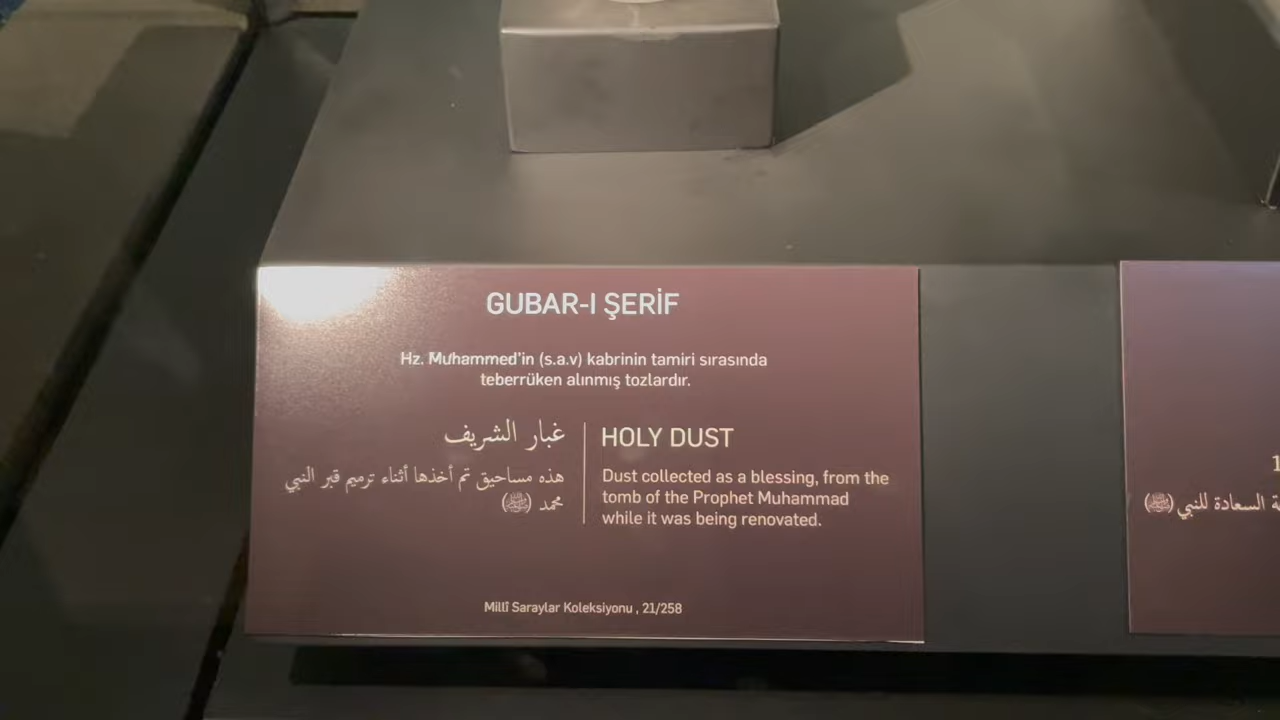 GUBAR-I ŞERİF
Hz. Muhammed'in (s.a.v) kabrinin tamiri sırasında
teberrüken alınmış tozlardır.
غبار الشريف
هذه مساحيق تم أخذها أثناء ترميم قبر النبي
محمد (ﷺ)
HOLY DUST
Dust collected as a blessing, from the
tomb of the Prophet Muhammad
while it was being renovated.
Millî Saraylar Koleksiyonu , 21/258
1
السعادة للنبي (ﷺ)